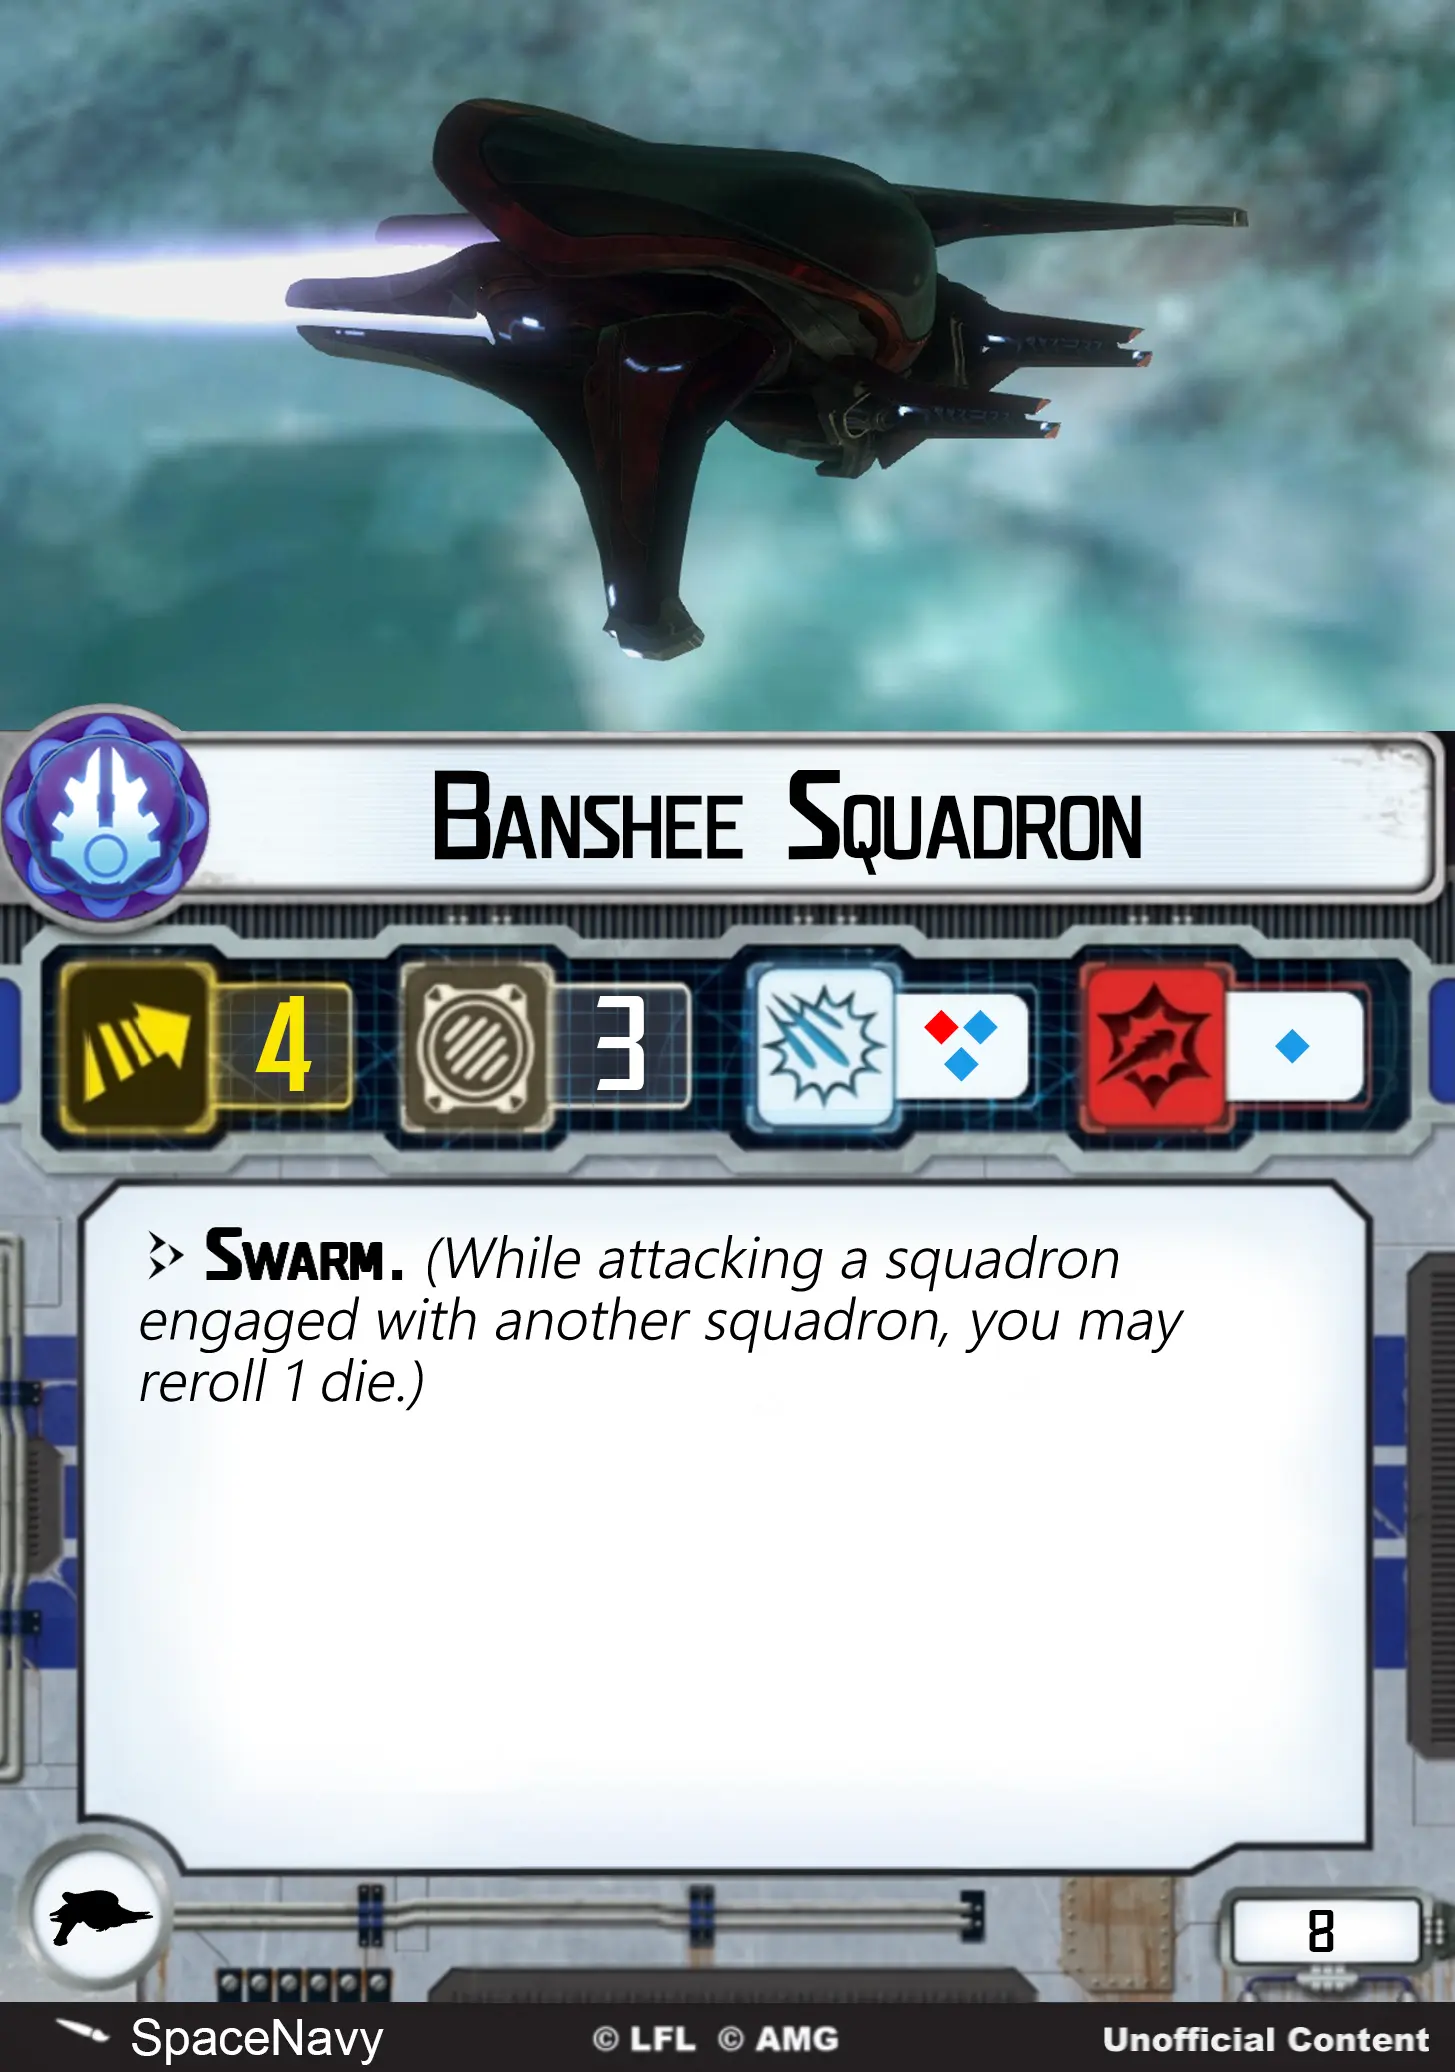 Banshee Squadron
4
3
Swarm. (While attacking a squadron
engaged with another squadron, you may
reroll 1 die.)
8
SpaceNavy
© LFL © AMG
Unofficial Content